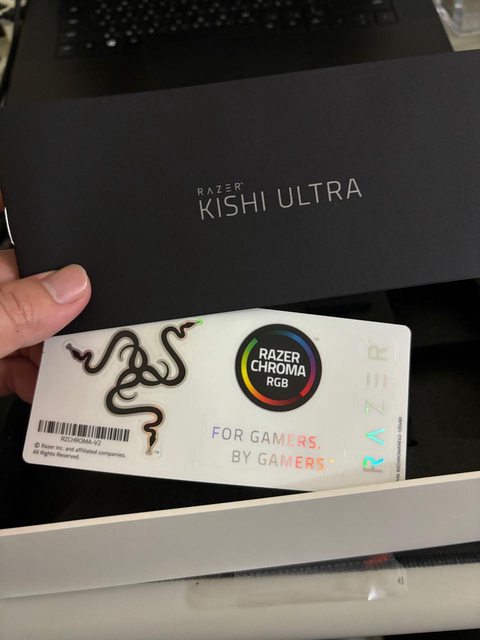 RAZER
KISHI ULTRA
RAZER
CHROMA
RGB
FOR GAMERS.
BY GAMERS.
RAZER
RZCHROMA-V2
© Razer Inc. and affiliated companies.
All Rights Reserved.